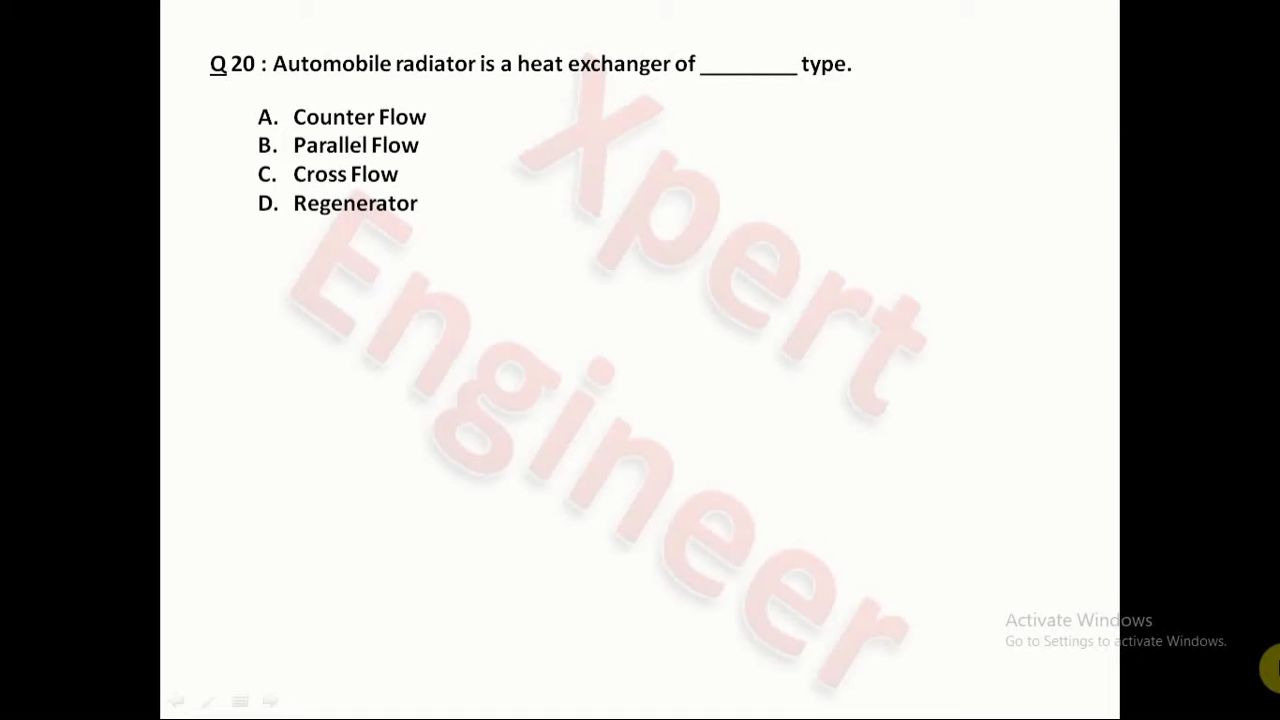 Q 20 : Automobile radiator is a heat exchanger of ________ type.
A. Counter Flow
B. Parallel Flow
C. Cross Flow
D. Regenerator
Xpert
Engineer
Activate Windows
Go to Settings to activate Windows.